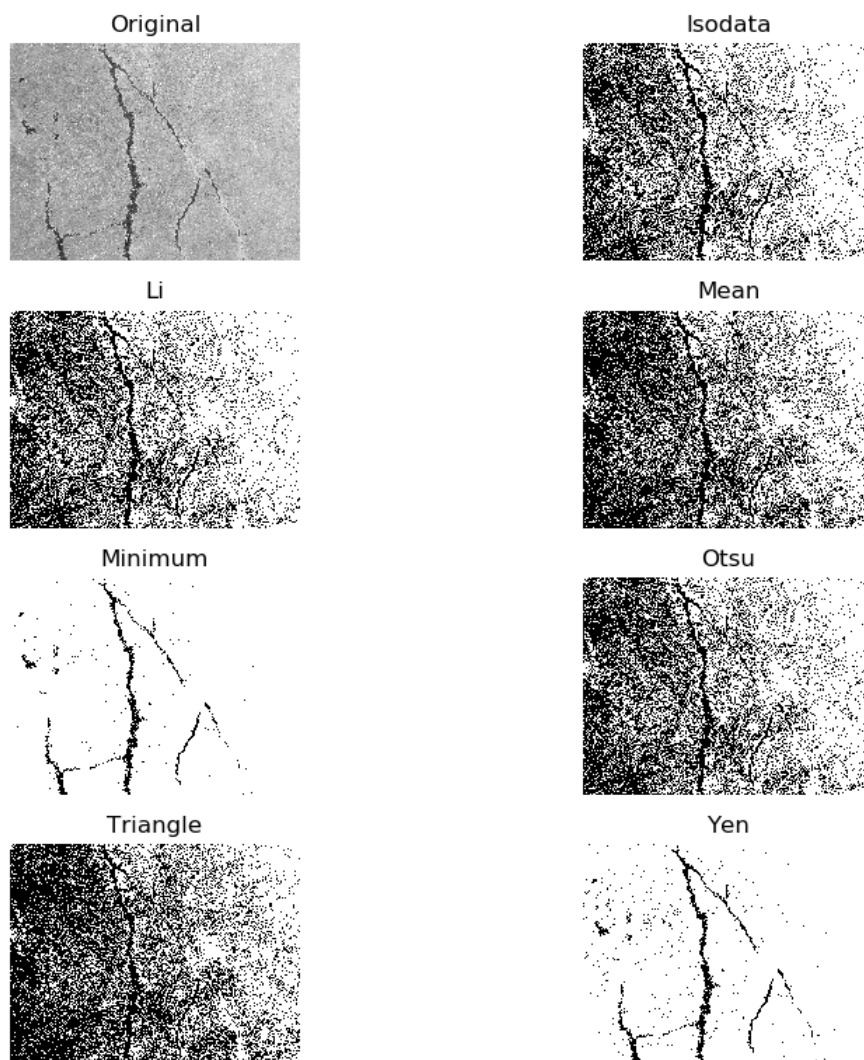 Original
Isodata
Li
Mean
Minimum
Otsu
Triangle
Yen